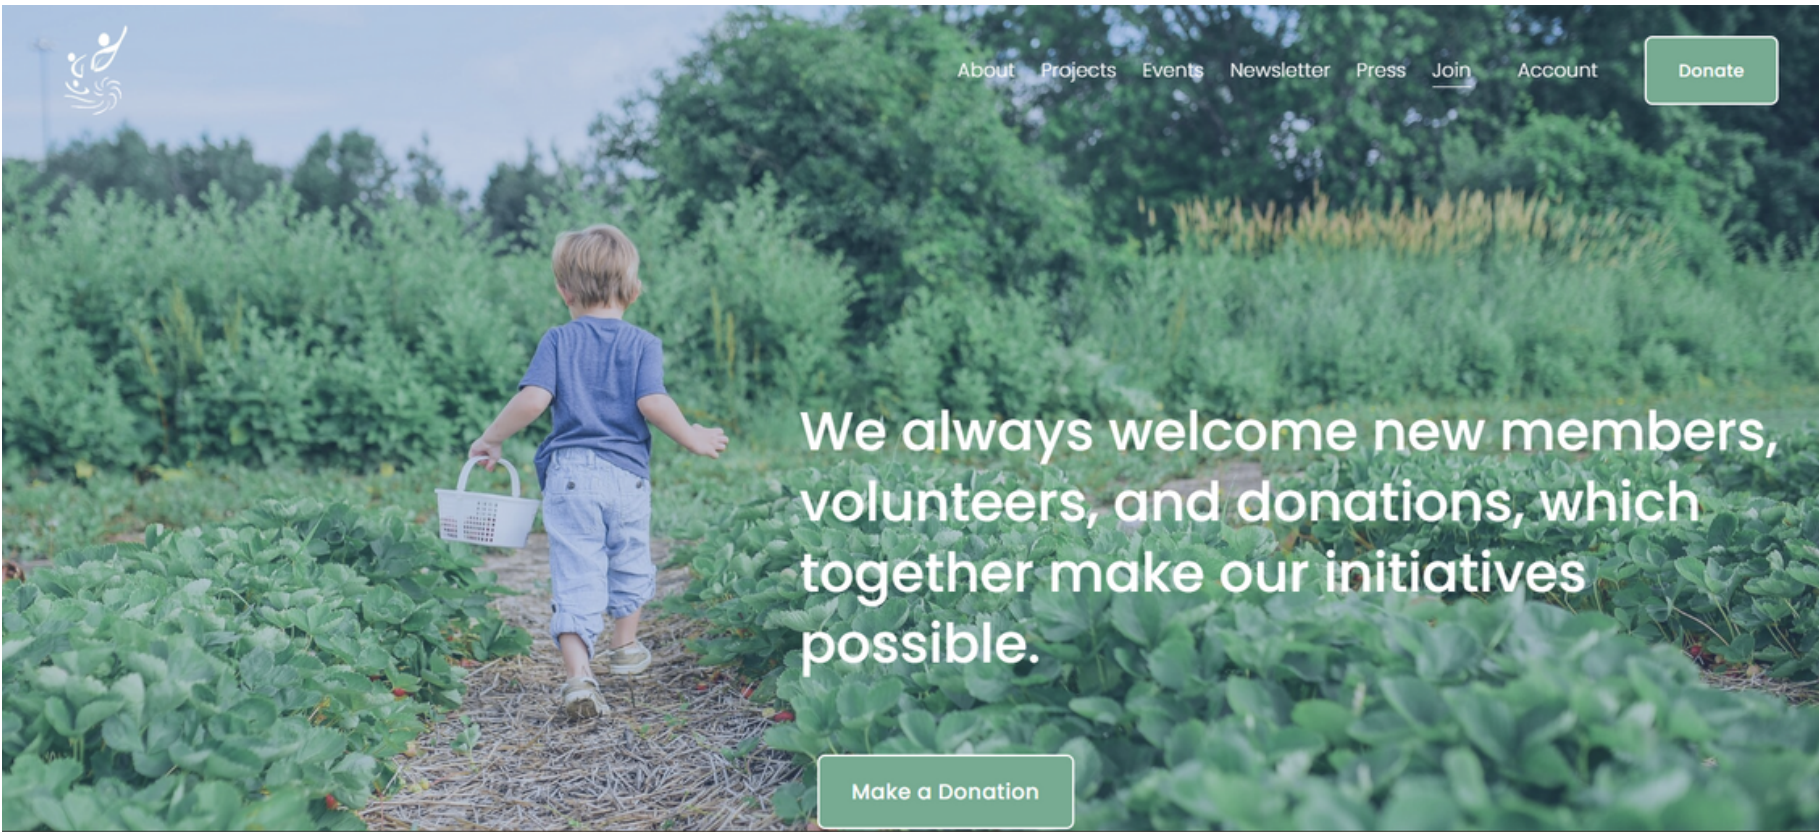 About Projects Events Newsletter Press Join Account Donate
We always welcome new members,
volunteers, and donations, which
together make our initiatives
possible.
Make a Donation